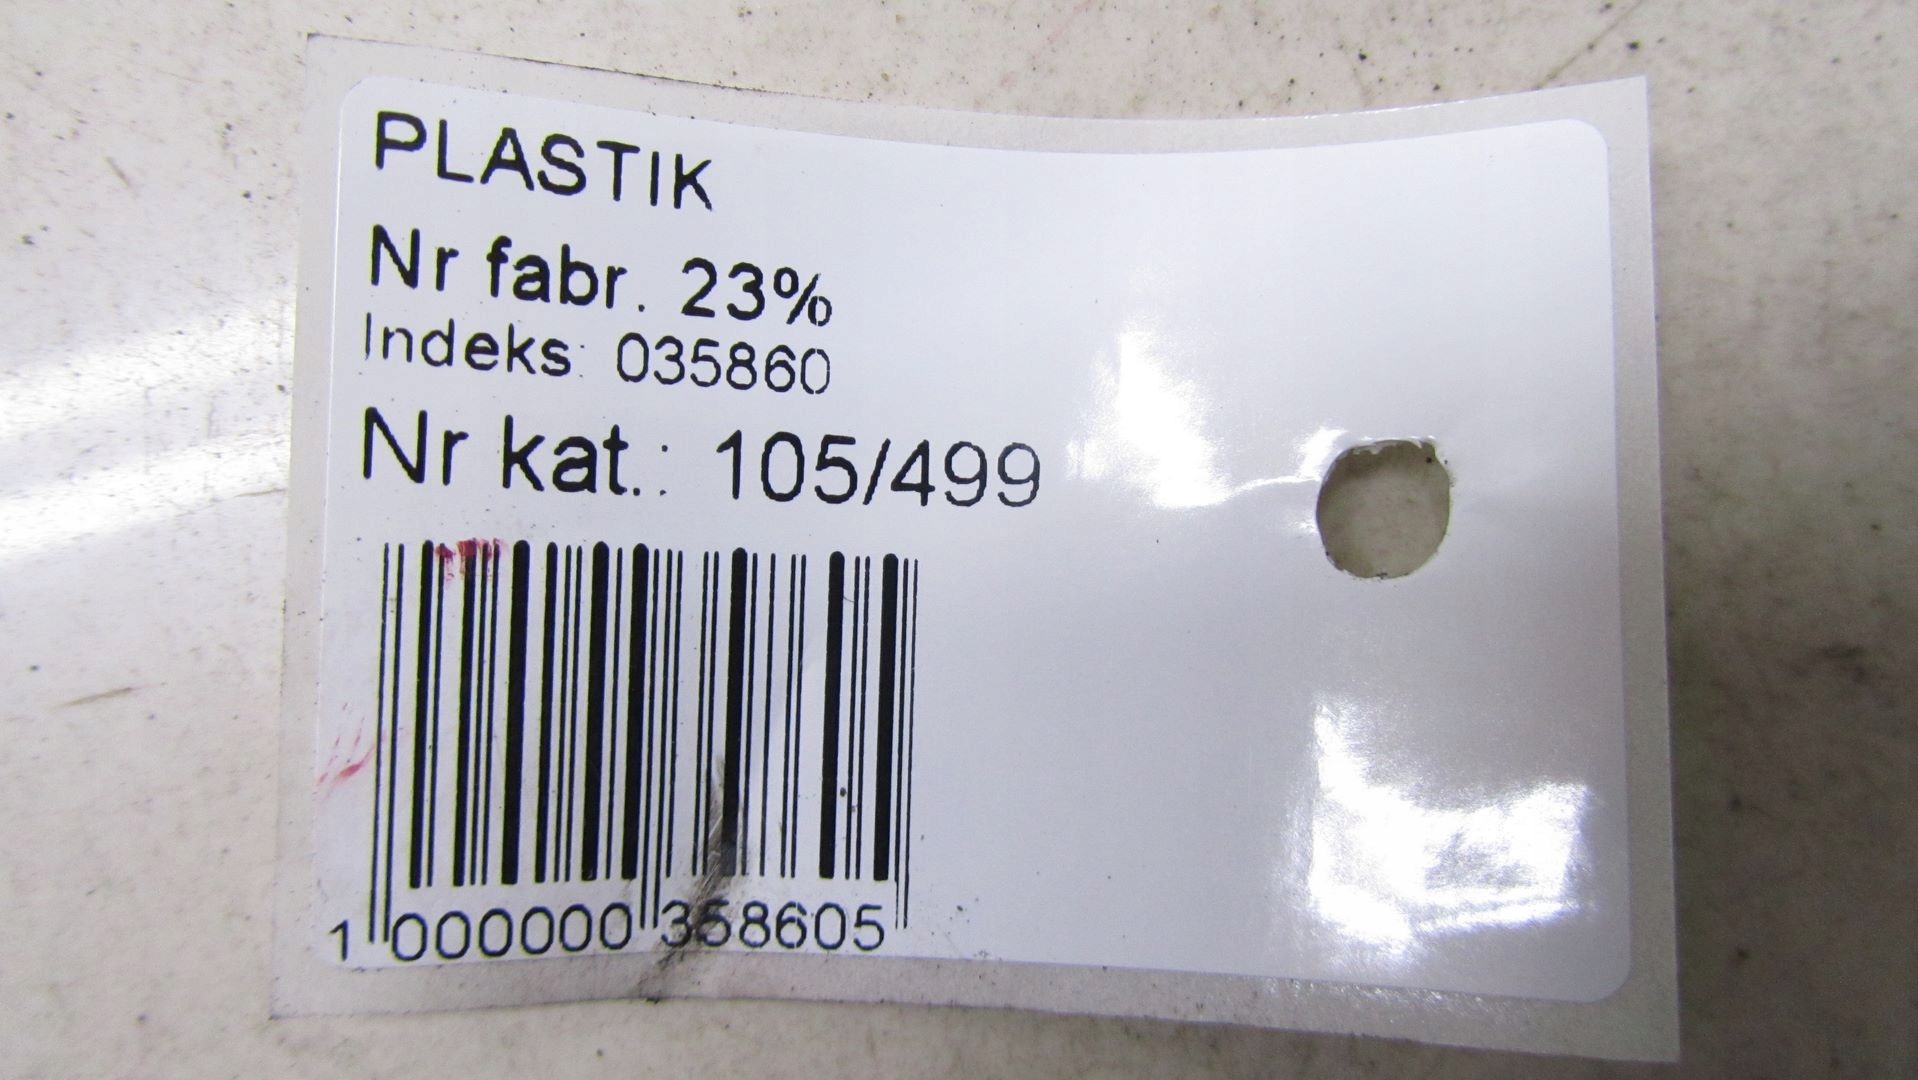 PLASTIK
Nr fabr. 23%
Indeks: 035860
Nr kat.: 105/499
1 000000 358605